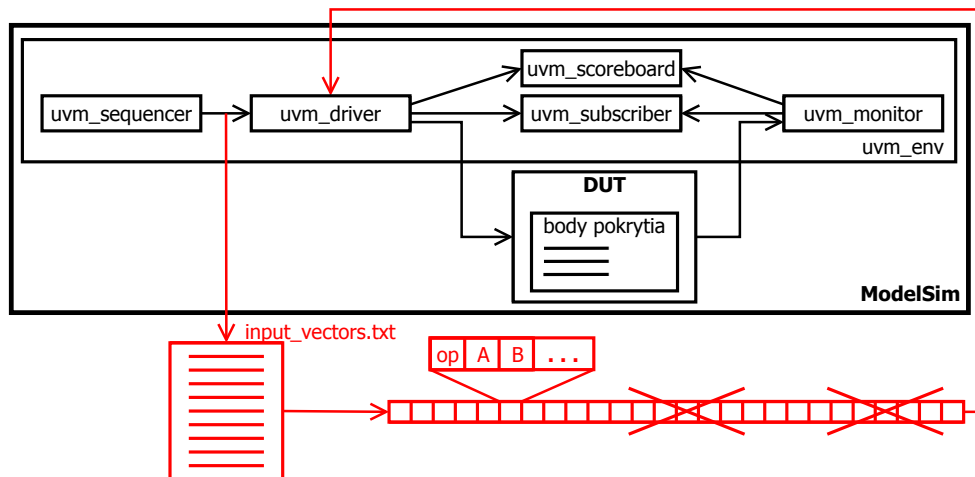 uvm_scoreboard
uvm_sequencer
uvm_driver
uvm_subscriber
uvm_monitor
uvm_env
DUT
body pokrytia
ModelSim
input_vectors.txt
op A B ...